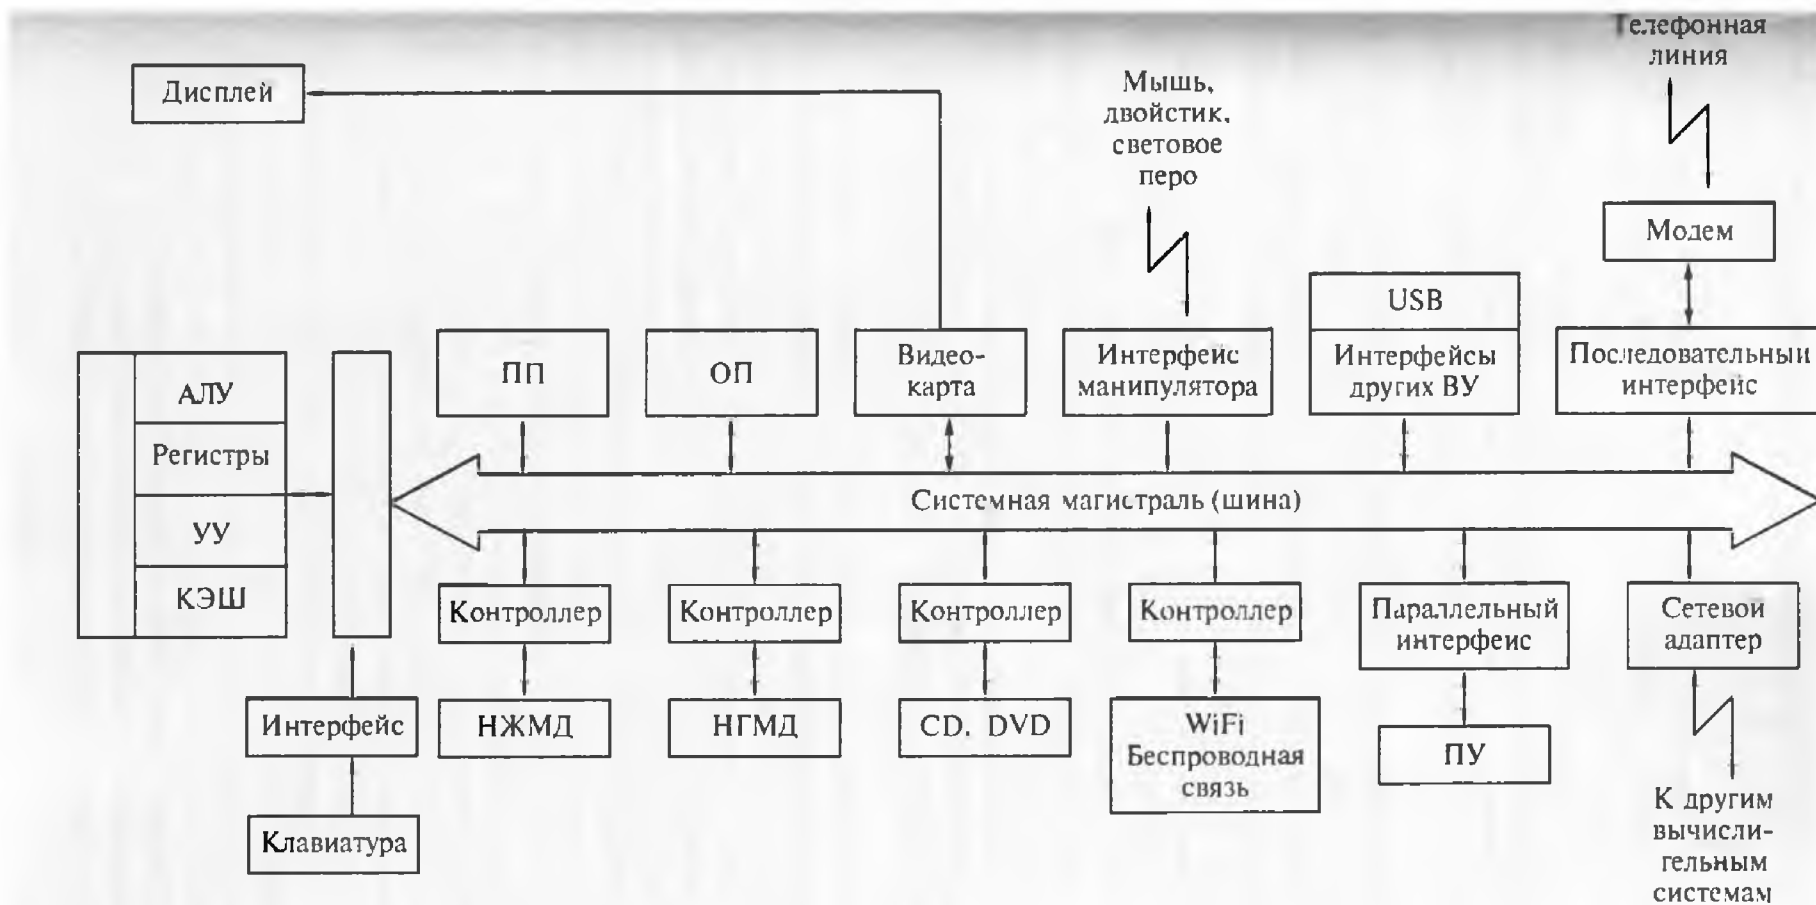 Телефонная
линия
Дисплей
Мышь,
двойстик,
световое
перо
Модем
USB
ПП
ОП
Видео-
карта
Интерфейс
манипулятора
Интерфейсы
других ВУ
Последовательный
интерфейс
АЛУ
Регистры
УУ
КЭШ
Системная магистраль (шина)
Контроллер
Контроллер
Контроллер
Контроллер
Параллельный
интерфейс
Сетевой
адаптер
Интерфейс
НЖМД
НГМД
CD, DVD
WiFi
Беспроводная
связь
ПУ
Клавиатура
К другим
вычисли-
тельным
системам